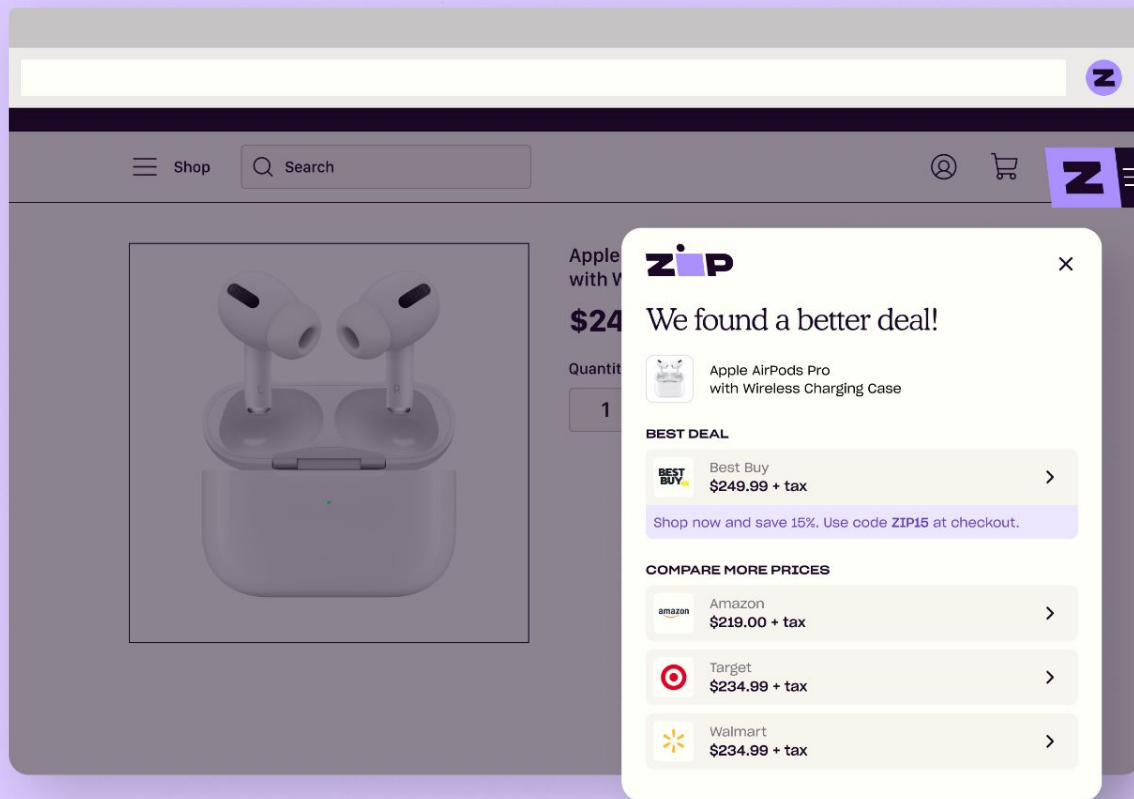 Z
Shop
Search
Z
Apple
with
$24
Quantit
1
ZIP
We found a better deal!
Apple AirPods Pro
with Wireless Charging Case
BEST DEAL
BEST
BUY
Best Buy
$249.99 + tax
Shop now and save 15%. Use code ZIP15 at checkout.
COMPARE MORE PRICES
amazon
Amazon
$219.00 + tax
Target
$234.99 + tax
Walmart
$234.99 + tax